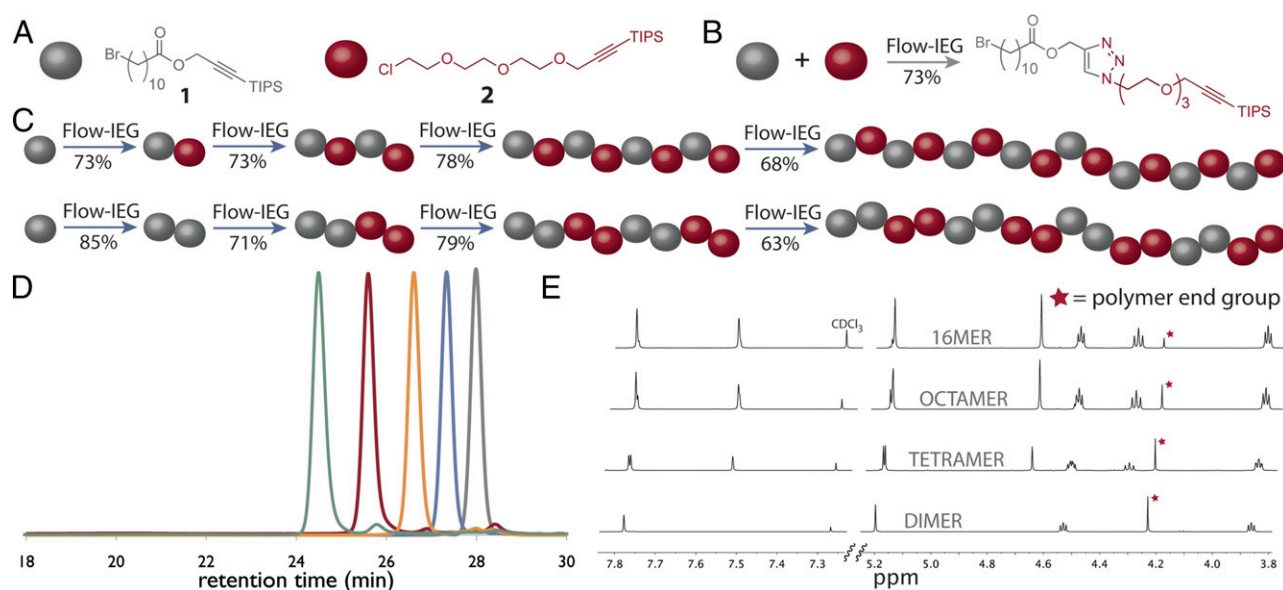 A
Br
O
O
10
TIPS
1
Cl
O
O
O
TIPS
2
B
+
Flow-IEG
73%
Br
O
O
10
N
N
N
O
3
TIPS
C
Flow-IEG
73%
Flow-IEG
73%
Flow-IEG
78%
Flow-IEG
68%
Flow-IEG
85%
Flow-IEG
71%
Flow-IEG
79%
Flow-IEG
63%
D
18 20 22 24 26 28 30
retention time (min)
E
★= polymer end group
CDCl3
16MER
OCTAMER
TETRAMER
DIMER
7.8 7.7 7.6 7.5 7.4 7.3 5.2 5.0 4.8 4.6 4.4 4.2 4.0 3.8
ppm